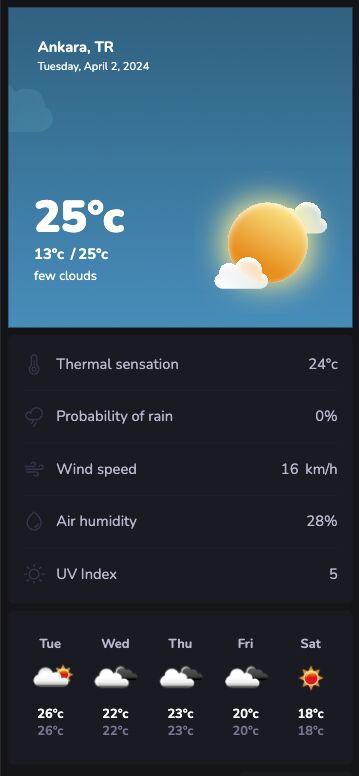 Ankara, TR
Tuesday, April 2, 2024
25°c
13°c / 25°c
few clouds
Thermal sensation 24°c
Probability of rain 0%
Wind speed 16 km/h
Air humidity 28%
UV Index 5
Tue Wed Thu Fri Sat
26°c 22°c 23°c 20°c 18°c
26°c 22°c 23°c 20°c 18°c